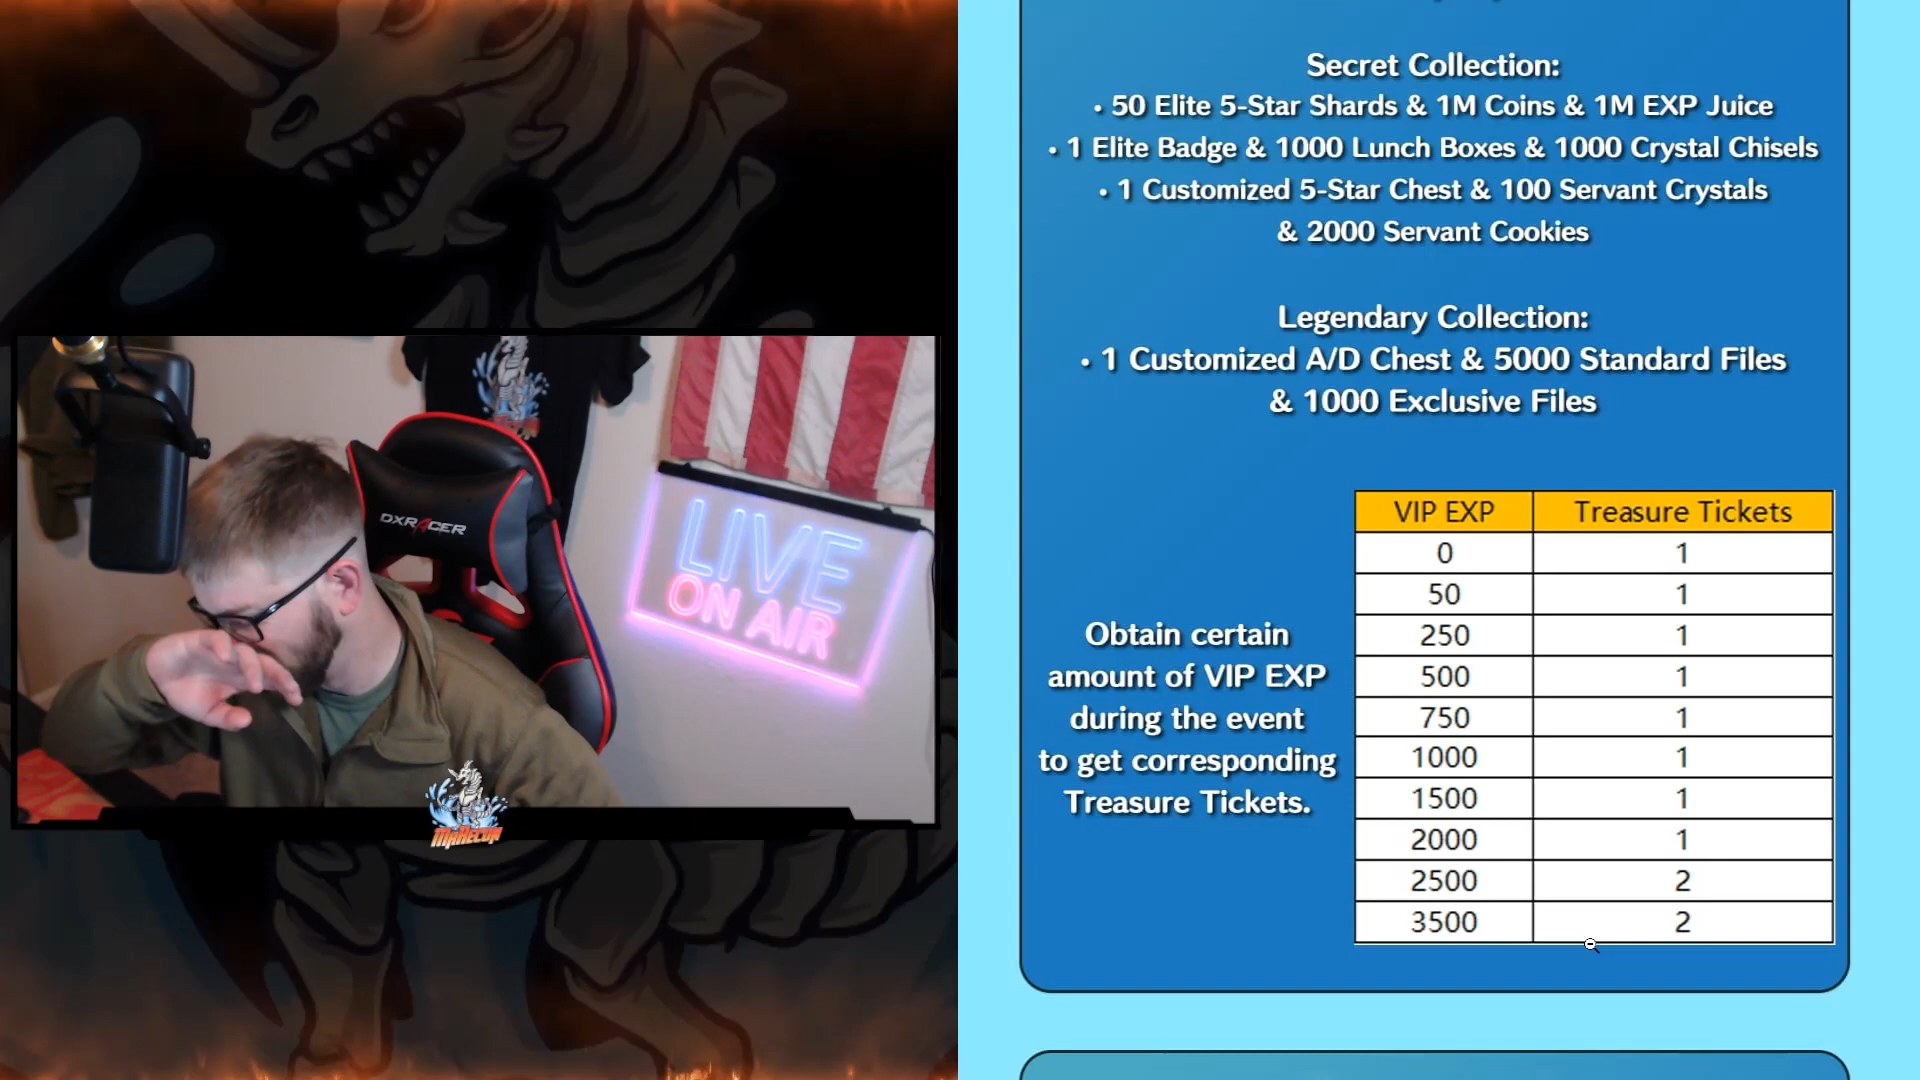 Secret Collection:
• 50 Elite 5-Star Shards & 1M Coins & 1M EXP Juice
• 1 Elite Badge & 1000 Lunch Boxes & 1000 Crystal Chisels
• 1 Customized 5-Star Chest & 100 Servant Crystals
& 2000 Servant Cookies
Legendary Collection:
• 1 Customized A/D Chest & 5000 Standard Files
& 1000 Exclusive Files
Obtain certain
amount of VIP EXP
during the event
to get corresponding
Treasure Tickets.
VIP EXP Treasure Tickets
0 1
50 1
250 1
500 1
750 1
1000 1
1500 1
2000 1
2500 2
3500 2
DXRACER
LIVE
ON AIR
MRRECON